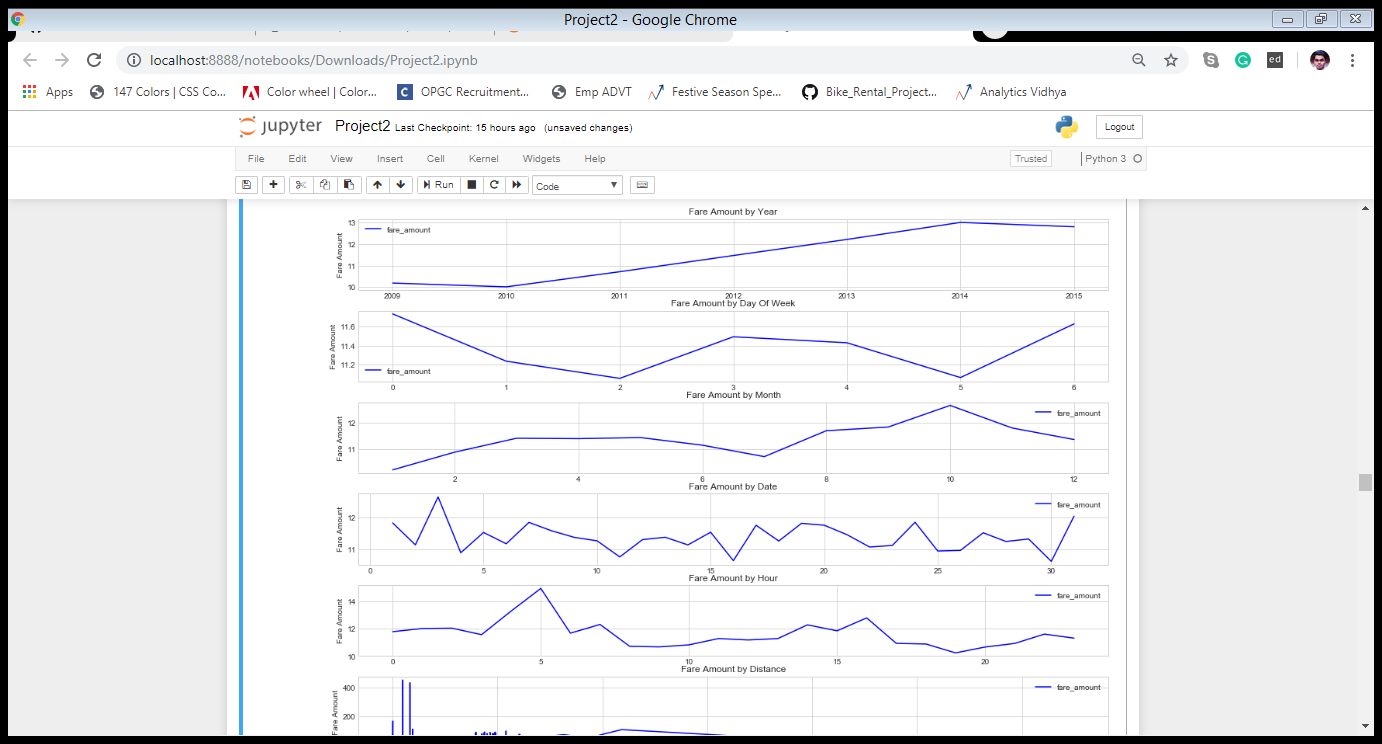 Project2 - Google Chrome
localhost:8888/notebooks/Downloads/Project2.ipynb
ed
Apps 147 Colors | CSS Co... Color wheel | Color... OPGC Recruitment... Emp ADVT Festive Season Spe... Bike_Rental_Project... Analytics Vidhya
jupyter Project2 Last Checkpoint: 15 hours ago (unsaved changes) Logout
File Edit View Insert Cell Kernel Widgets Help Trusted Python 3
Run Code
Fare Amount by Year
Fare Amount
13
12
11
10
fare_amount
2009 2010 2011 2012 2013 2014 2015
Fare Amount by Day Of Week
Fare Amount
11.6
11.4
11.2
fare_amount
0 1 2 3 4 5 6
Fare Amount by Month
Fare Amount
12
11
fare_amount
2 4 6 8 10 12
Fare Amount by Date
Fare Amount
12
11
fare_amount
0 5 10 15 20 25 30
Fare Amount by Hour
Fare Amount
14
12
10
fare_amount
0 5 10 15 20
Fare Amount by Distance
Fare Amount
400
200
fare_amount